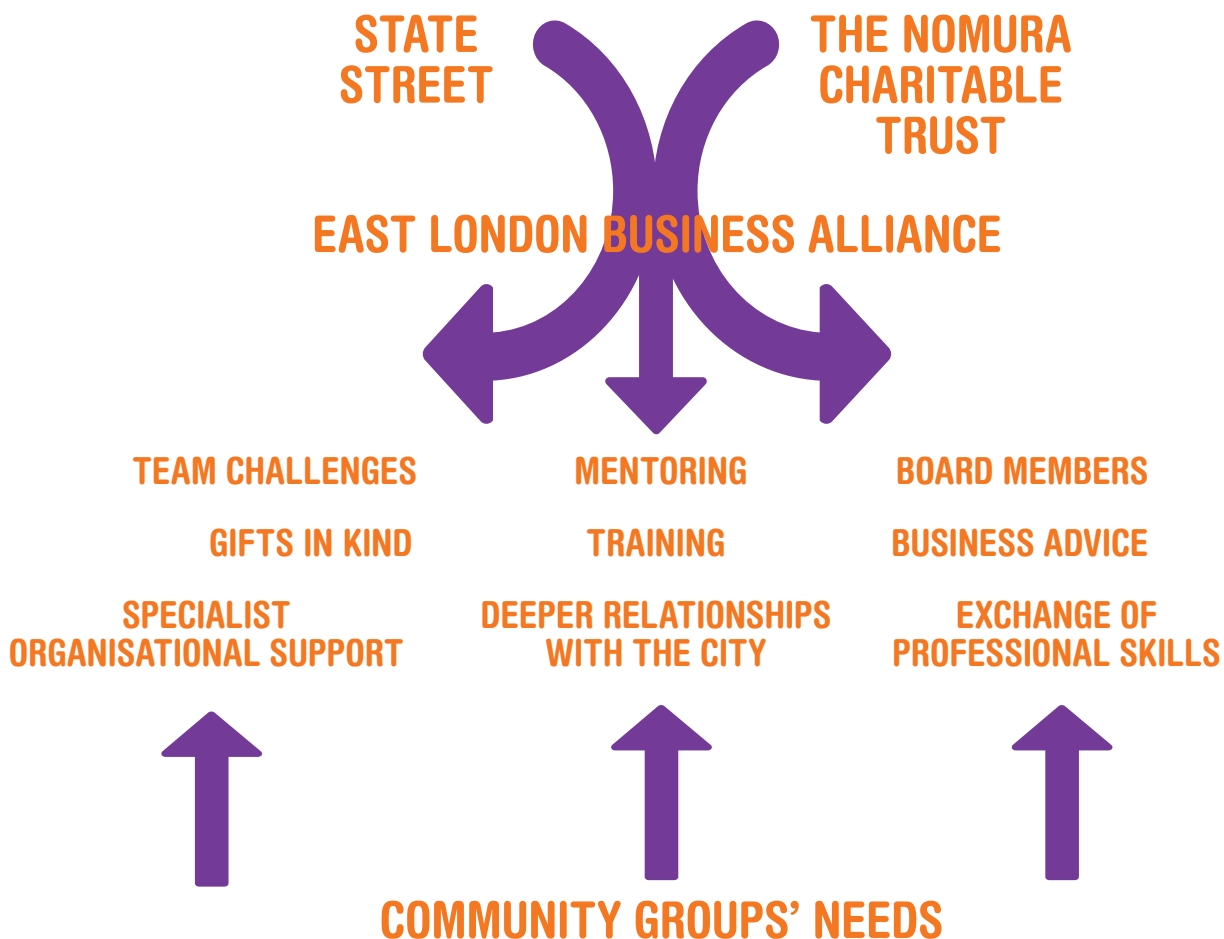 STATE
STREET
THE NOMURA
CHARITABLE
TRUST
EAST LONDON BUSINESS ALLIANCE
TEAM CHALLENGES
MENTORING
BOARD MEMBERS
GIFTS IN KIND
TRAINING
BUSINESS ADVICE
SPECIALIST
ORGANISATIONAL SUPPORT
DEEPER RELATIONSHIPS
WITH THE CITY
EXCHANGE OF
PROFESSIONAL SKILLS
COMMUNITY GROUPS’ NEEDS